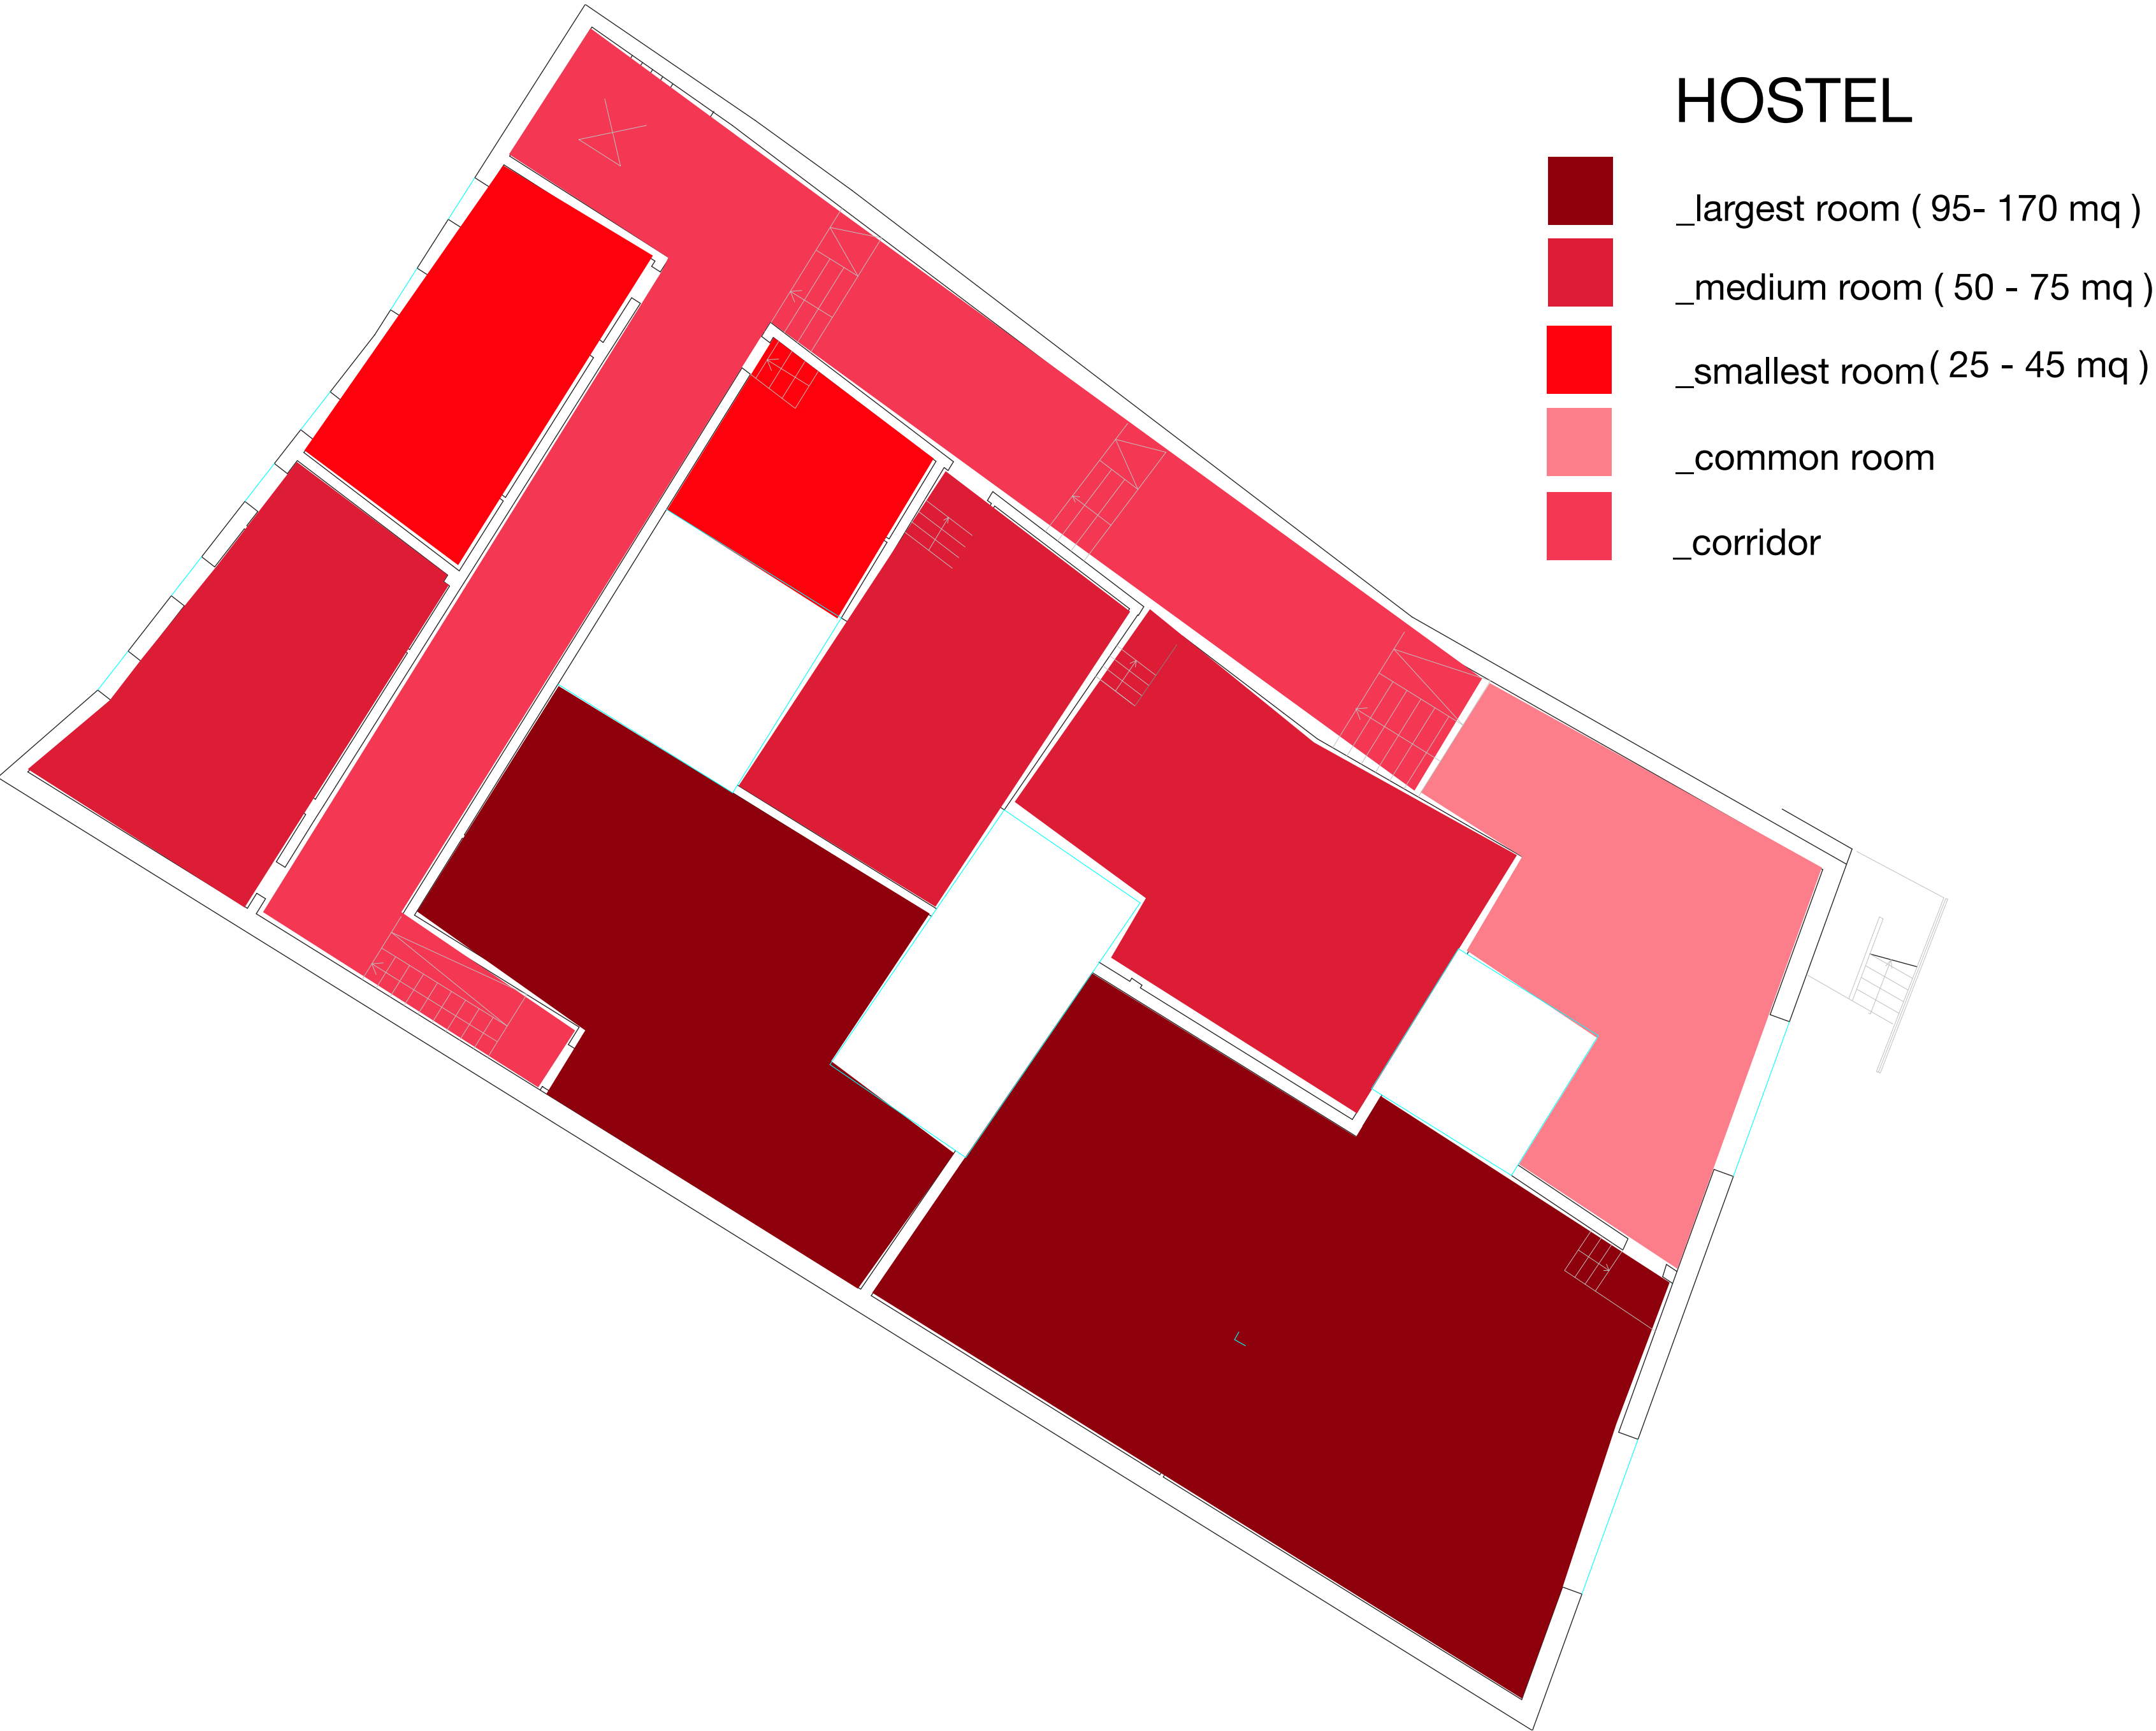 HOSTEL
_largest room ( 95- 170 mq )
_medium room ( 50 - 75 mq )
_smallest room ( 25 - 45 mq )
_common room
_corridor